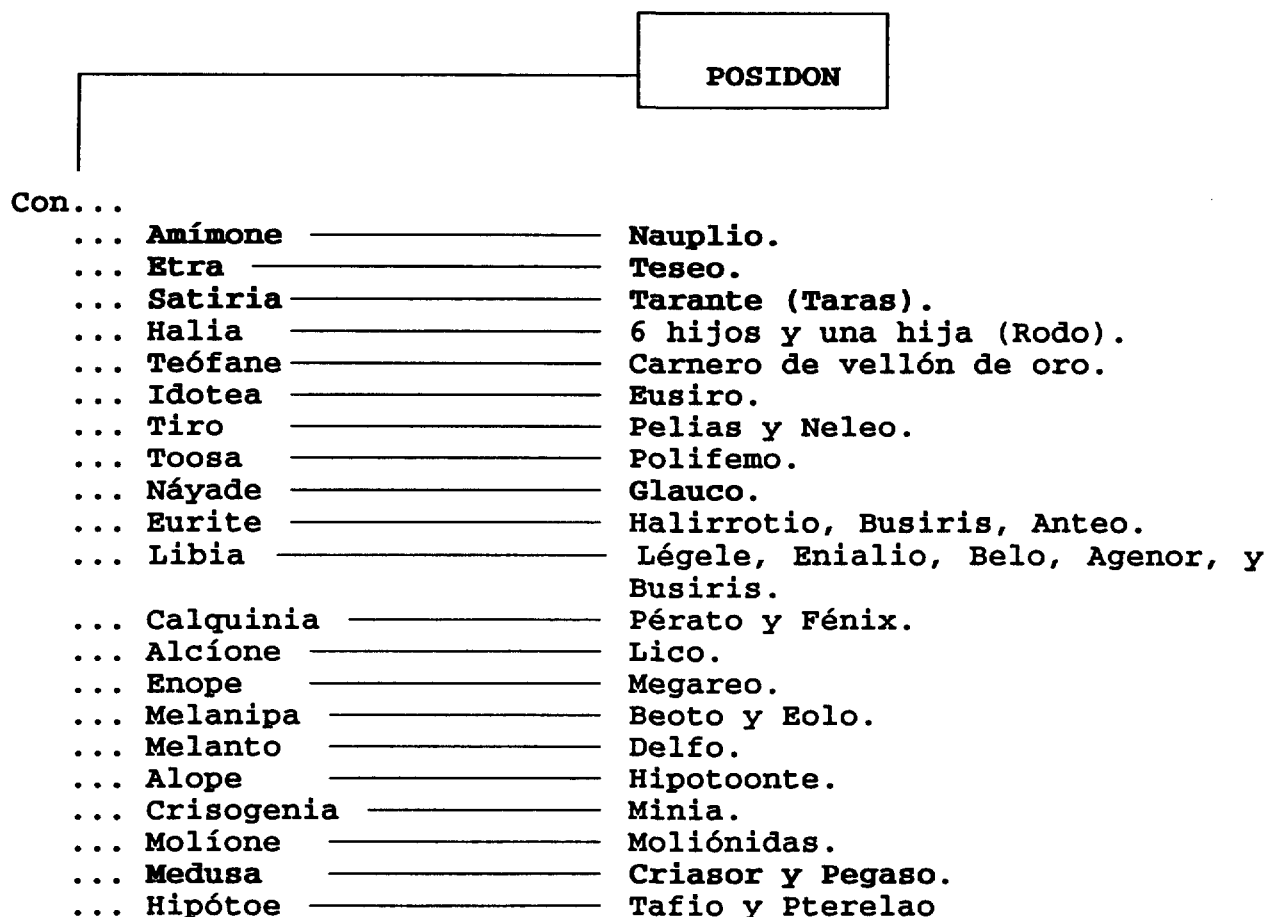 POSIDON
Con...
... Amímone Nauplio.
... Etra Teseo.
... Satiria Tarante (Taras).
... Halia 6 hijos y una hija (Rodo).
... Teófane Carnero de vellón de oro.
... Idotea Eusiro.
... Tiro Pelias y Neleo.
... Toosa Polifemo.
... Náyade Glauco.
... Eurite Halirrotio, Busiris, Anteo.
... Libia Légele, Enialio, Belo, Agenor, y
Busiris.
... Calquinia Pérato y Fénix.
... Alcíone Lico.
... Enope Megareo.
... Melanipa Beoto y Eolo.
... Melanto Delfo.
... Alope Hipotoonte.
... Crisogenia Minia.
... Molíone Moliónidas.
... Medusa Criasor y Pegaso.
... Hipótoe Tafio y Pterelao